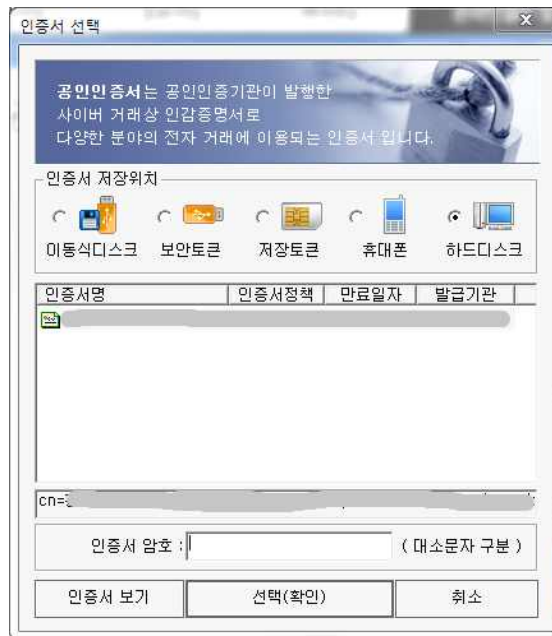 인증서 선택
공인인증서는 공인인증기관이 발행한
사이버 거래상 인감증명서로
다양한 분야의 전자 거래에 이용되는 인증서 입니다.
인증서 저장위치
이동식디스크 보안토큰 저장토큰 휴대폰 하드디스크
인증서명 인증서정책 만료일자 발급기관
cn=
인증서 암호 : ( 대소문자 구분 )
인증서 보기 선택(확인) 취소